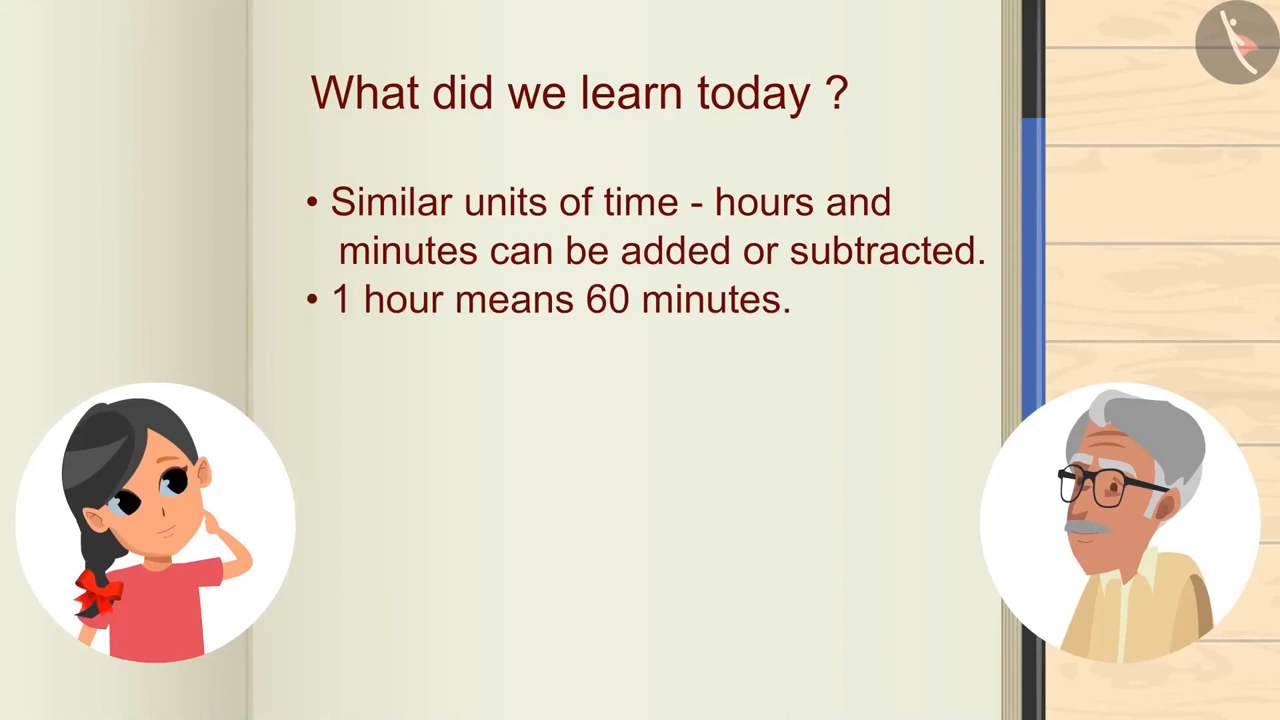 What did we learn today ?
• Similar units of time - hours and
minutes can be added or subtracted.
• 1 hour means 60 minutes.